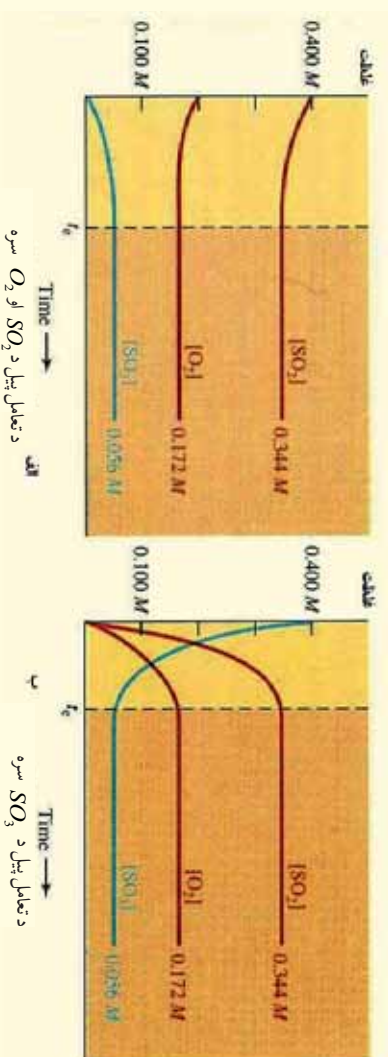 غلظت
0.400 M
[SO₂]
0.344 M
[O₂]
0.172 M
0.100 M
[SO₃]
0.056 M
tₑ
Time →
الف
د تعامل پیل د SO₂ او O₂ سره
غلظت
0.400 M
[SO₂]
0.344 M
[O₂]
0.172 M
0.100 M
[SO₃]
0.056 M
tₑ
Time →
ب
د تعامل پیل د SO₃ سره